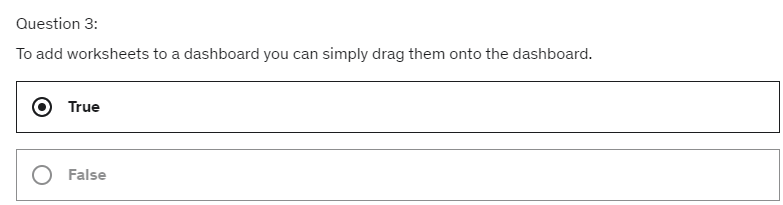 Question 3:
To add worksheets to a dashboard you can simply drag them onto the dashboard.
True
False